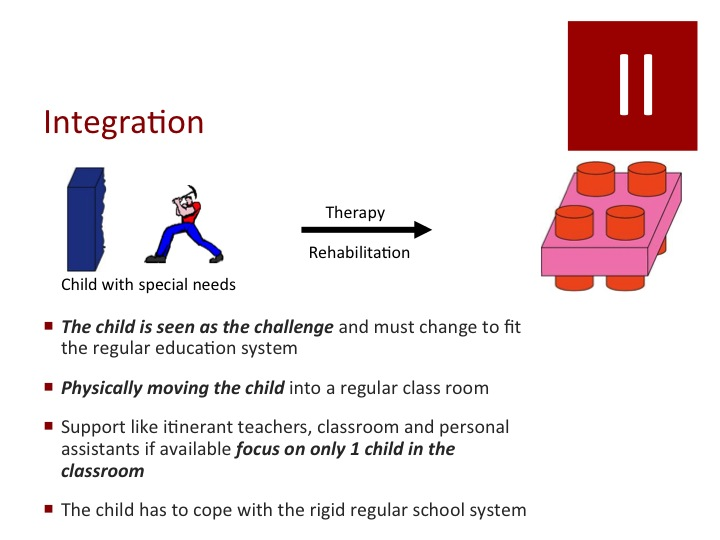 II
Integration
Therapy
Rehabilitation
Child with special needs
The child is seen as the challenge and must change to fit
the regular education system
Physically moving the child into a regular class room
Support like itinerant teachers, classroom and personal
assistants if available focus on only 1 child in the
classroom
The child has to cope with the rigid regular school system